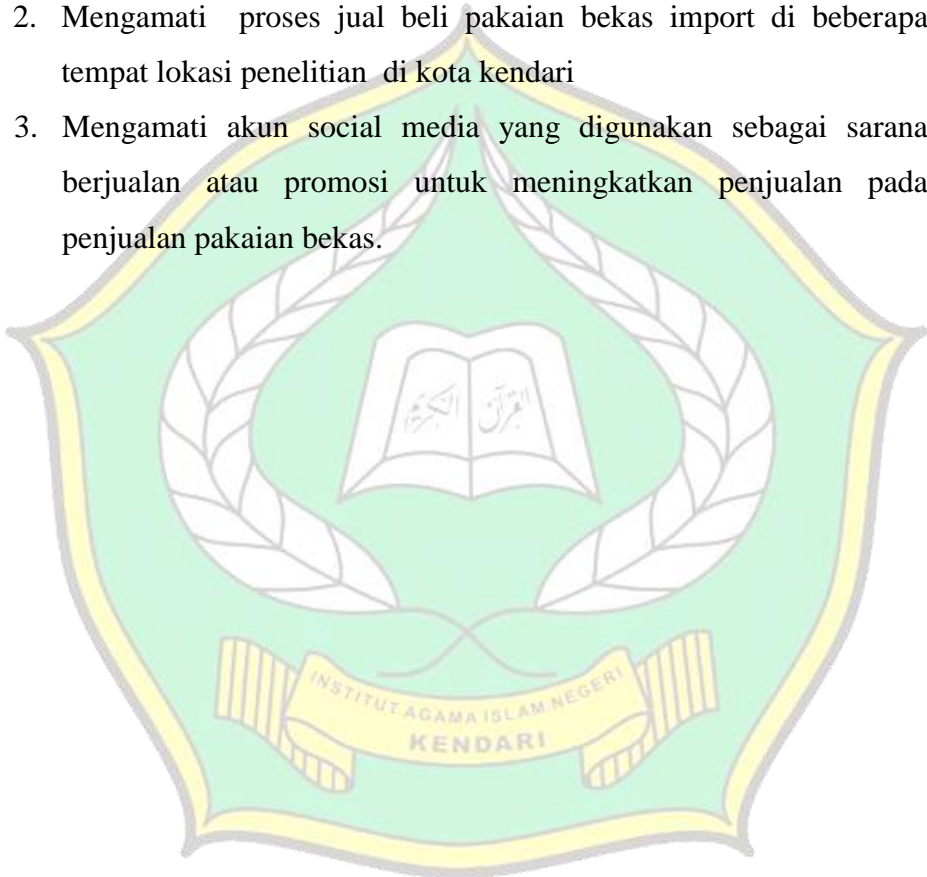 2. Mengamati proses jual beli pakaian bekas import di beberapa
tempat lokasi penelitian di kota kendari
3. Mengamati akun social media yang digunakan sebagai sarana
berjualan atau promosi untuk meningkatkan penjualan pada
penjualan pakaian bekas.
القرآن الكريم
INSTITUT AGAMA ISLAM NEGERI
KENDARI